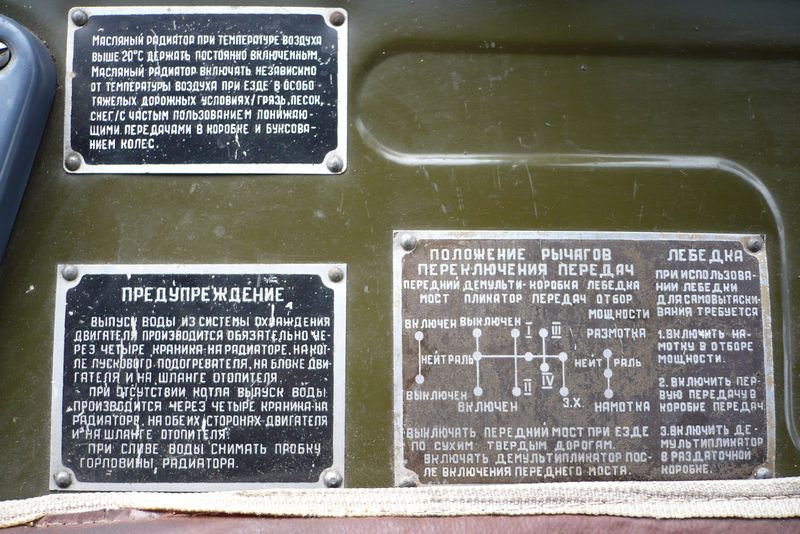 МАСЛЯНЫЙ РАДИАТОР ПРИ ТЕМПЕРАТУРЕ ВОЗДУХА
ВЫШЕ 20°С ДЕРЖАТЬ ПОСТОЯННО ВКЛЮЧЕННЫМ.
МАСЛЯНЫЙ РАДИАТОР ВКЛЮЧАТЬ НЕЗАВИСИМО
ОТ ТЕМПЕРАТУРЫ ВОЗДУХА ПРИ ЕЗДЕ В ОСОБО
ТЯЖЕЛЫХ ДОРОЖНЫХ УСЛОВИЯХ/ГРЯЗЬ, ПЕСОК,
СНЕГ/С ЧАСТЫМ ПОЛЬЗОВАНИЕМ ПОНИЖАЮ-
ЩИМИ ПЕРЕДАЧАМИ В КОРОБКЕ И БУКСОВА-
НИЕМ КОЛЕС.
ПРЕДУПРЕЖДЕНИЕ
ВЫПУСК ВОДЫ ИЗ СИСТЕМЫ ОХЛАЖДЕНИЯ
ДВИГАТЕЛЯ ПРОИЗВОДИТСЯ ОБЯЗАТЕЛЬНО ЧЕ-
РЕЗ ЧЕТЫРЕ КРАНИКА: НА РАДИАТОРЕ, НА КОТ-
ЛЕ ПУСКОВОГО ПОДОГРЕВАТЕЛЯ, НА БЛОКЕ ДВИ-
ГАТЕЛЯ И НА ШЛАНГЕ ОТОПИТЕЛЯ.
ПРИ ОТСУТСТВИИ КОТЛА ВЫПУСК ВОДЫ
ПРОИЗВОДИТСЯ ЧЕРЕЗ ЧЕТЫРЕ КРАНИКА: НА
РАДИАТОРЕ, НА ОБЕИХ СТОРОНАХ ДВИГАТЕЛЯ
И НА ШЛАНГЕ ОТОПИТЕЛЯ.
ПРИ СЛИВЕ ВОДЫ СНИМАТЬ ПРОБКУ
ГОРЛОВИНЫ РАДИАТОРА.
ПОЛОЖЕНИЕ РЫЧАГОВ
ПЕРЕКЛЮЧЕНИЯ ПЕРЕДАЧ
ПЕРЕДНИЙ ДЕМУЛЬТИ- КОРОБКА ЛЕБЕДКА
МОСТ ПЛИКАТОР ПЕРЕДАЧ ОТБОР
МОЩНОСТИ
ВКЛЮЧЕН ВЫКЛЮЧЕН I III РАЗМОТКА
НЕЙТРАЛЬ НЕЙТРАЛЬ
II IV
ВЫКЛЮЧЕН ВКЛЮЧЕН З.Х. НАМОТКА
ВЫКЛЮЧАТЬ ПЕРЕДНИЙ МОСТ ПРИ ЕЗДЕ
ПО СУХИМ ТВЕРДЫМ ДОРОГАМ.
ВКЛЮЧАТЬ ДЕМУЛЬТИПЛИКАТОР ПОС-
ЛЕ ВКЛЮЧЕНИЯ ПЕРЕДНЕГО МОСТА.
ЛЕБЕДКА
ПРИ ИСПОЛЬЗОВА-
НИИ ЛЕБЕДКИ
ДЛЯ САМОВЫТАСКИ-
ВАНИЯ ТРЕБУЕТСЯ
1. ВКЛЮЧИТЬ НА-
МОТКУ В ОТБОРЕ
МОЩНОСТИ.
2. ВКЛЮЧИТЬ ПЕР-
ВУЮ ПЕРЕДАЧУ В
КОРОБКЕ ПЕРЕДАЧ.
3. ВКЛЮЧИТЬ ДЕ-
МУЛЬТИПЛИКАТОР
В РАЗДАТОЧНОЙ
КОРОБКЕ.